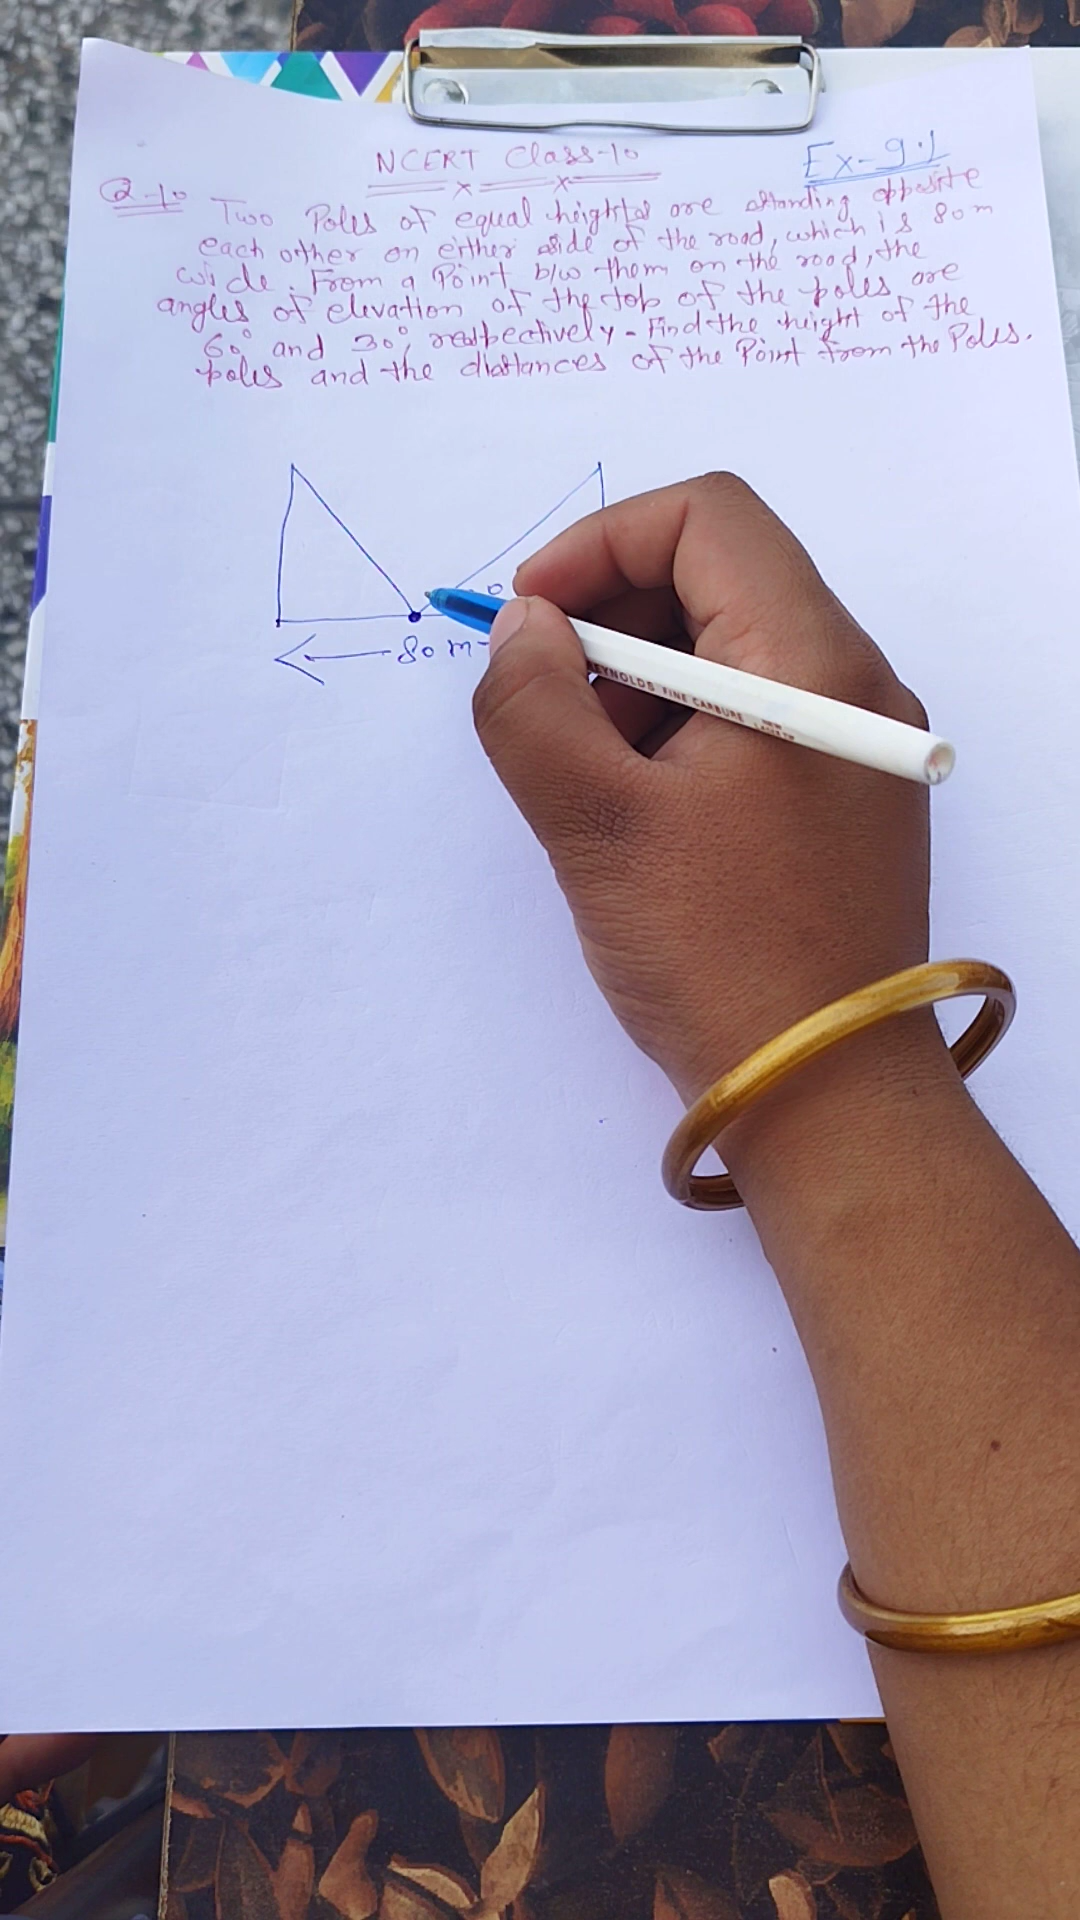 NCERT Class-10
Ex-9.1
Q-10 Two Poles of equal heights are standing opposite
each other on either side of the road, which is 80m
wide. From a Point b/w them on the road, the
angles of elevation of the top of the poles are
60° and 30°, respectively - Find the height of the
poles and the distances of the Point from the Poles.
0
80 m
REYNOLDS FINE CARBURE